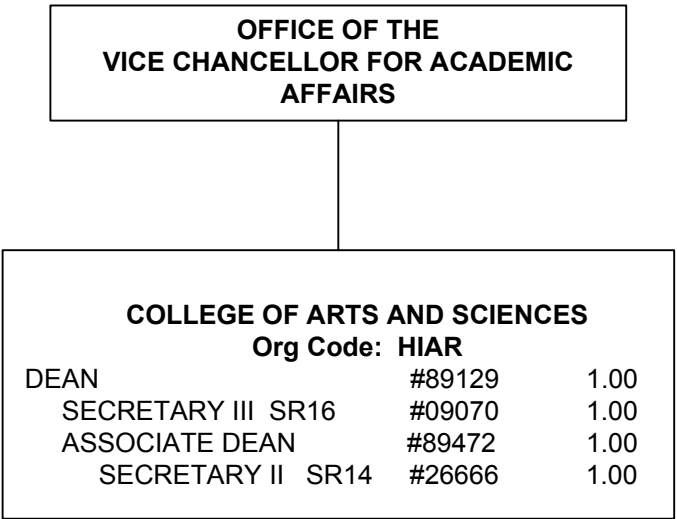 OFFICE OF THE
VICE CHANCELLOR FOR ACADEMIC
AFFAIRS
COLLEGE OF ARTS AND SCIENCES
Org Code: HIAR
DEAN #89129 1.00
SECRETARY III SR16 #09070 1.00
ASSOCIATE DEAN #89472 1.00
SECRETARY II SR14 #26666 1.00